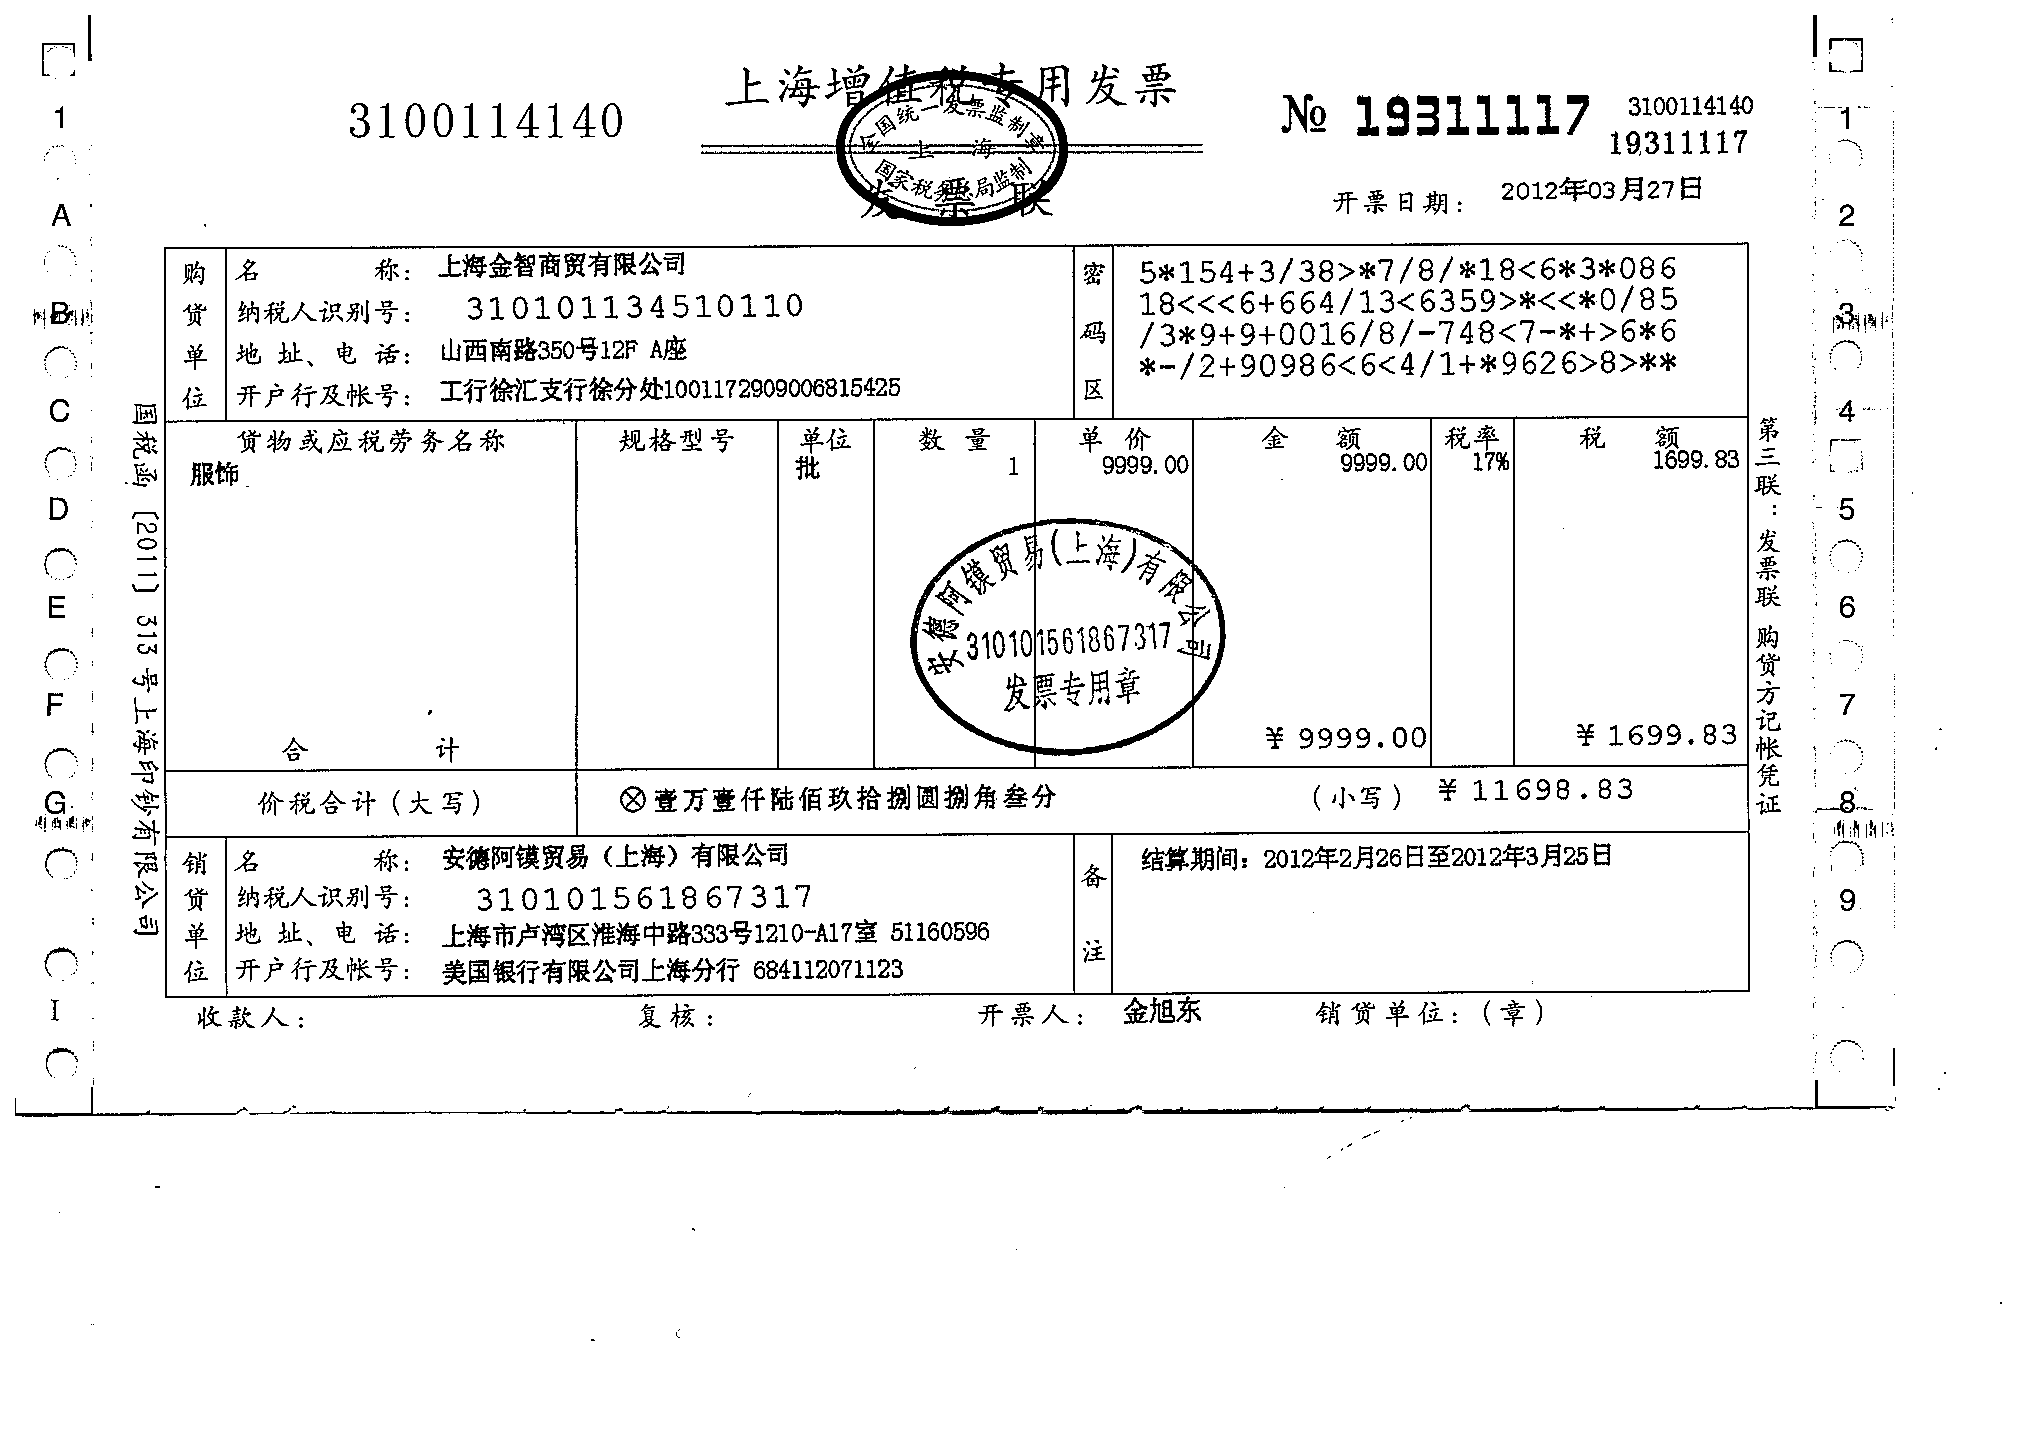 上海增值税专用发票
3100114140
№ 19311117
3100114140
19311117
全国统一发票监制章
上 海
国家税务总局监制
发 票 联
开票日期: 2012年03月27日
购货单位
名 称: 上海金智商贸有限公司
纳税人识别号: 310101134510110
地 址、电 话: 山西南路350号12F A座
开户行及帐号: 工行徐汇支行徐分处1001172909006815425
密码区
5*154+3/38>*7/8/*18<6*3*086
18<<<6+664/13<6359>*<<*0/85
/3*9+9+0016/8/-748<7-*+>6*6
*-/2+90986<6<4/1+*9626>8>**
货物或应税劳务名称 规格型号 单位 数 量 单 价 金 额 税率 税 额
服饰 批 1 9999.00 9999.00 17% 1699.83
安德阿镆贸易(上海)有限公司
310101561867317
发票专用章
合 计 ¥9999.00 ¥1699.83
价税合计(大写) ⊗壹万壹仟陆佰玖拾捌圆捌角叁分 (小写) ¥11698.83
销货单位
名 称: 安德阿镆贸易(上海)有限公司
纳税人识别号: 310101561867317
地 址、电 话: 上海市卢湾区淮海中路333号1210-A17室 51160596
开户行及帐号: 美国银行有限公司上海分行 684112071123
备注
结算期间: 2012年2月26日至2012年3月25日
收款人: 复核: 开票人: 金旭东 销货单位:(章)
国税函[2011]313号上海印钞有限公司
第三联:发票联 购货方记帐凭证
1
A
B
C
D
E
F
G
I
1
2
3
4
5
6
7
8
9